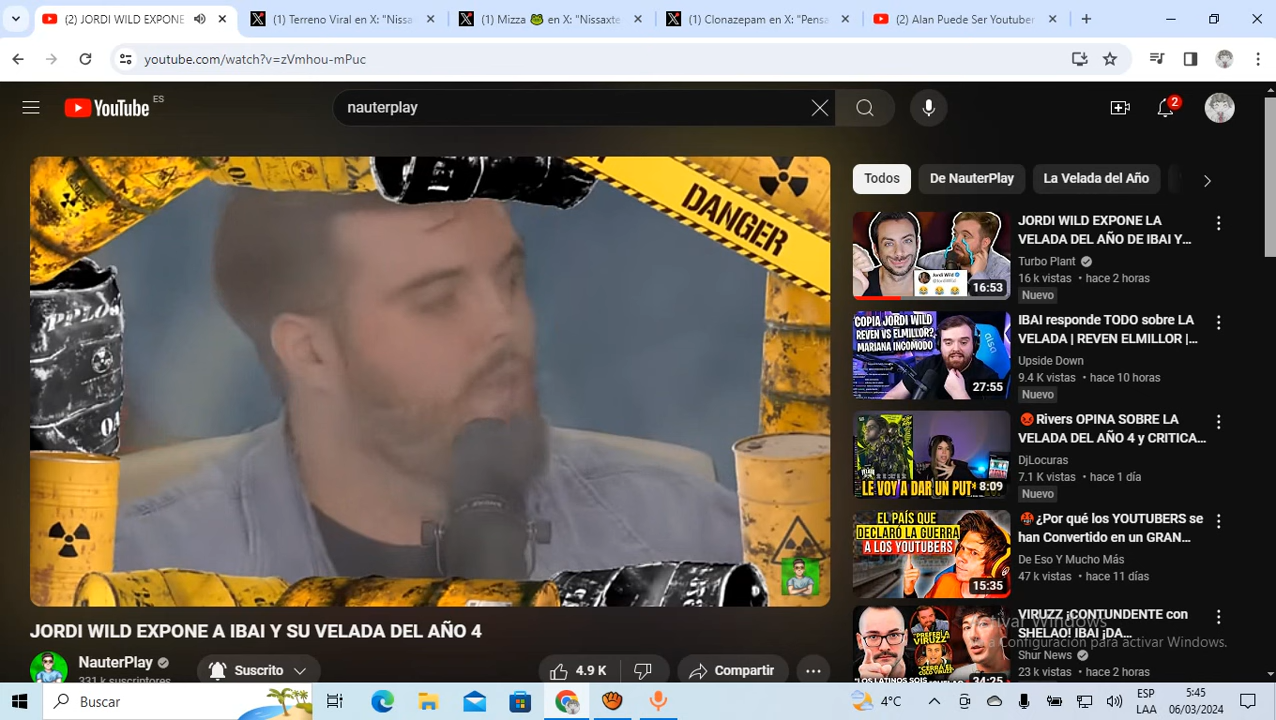 (2) JORDI WILD EXPONE
(1) Terreno Viral en X: "Nissa
(1) Mizza 🐸 en X: "Nissaxte
(1) Clonazepam en X: "Pensa
(2) Alan Puede Ser Youtuber
youtube.com/watch?v=zVmhou-mPuc
YouTube ES
nauterplay
2
DANGER
Todos
De NauterPlay
La Velada del Año
JORDI WILD EXPONE LA
VELADA DEL AÑO DE IBAI Y...
Turbo Plant
16 k vistas • hace 2 horas
Nuevo
Jordi Wild
16:53
IBAI responde TODO sobre LA
VELADA | REVEN ELMILLOR |...
Upside Down
9.4 K vistas • hace 10 horas
Nuevo
COPIA JORDI WILD
REVEN VS ELMILLOR?
MARIANA INCOMODO
alsa
27:55
😡Rivers OPINA SOBRE LA
VELADA DEL AÑO 4 y CRITICA...
DjLocuras
7.1 K vistas • hace 1 día
Nuevo
LE VOY A DAR UN PUT*
8:09
🤬¿Por qué los YOUTUBERS se
han Convertido en un GRAN...
De Eso Y Mucho Más
47 k vistas • hace 11 días
EL PAÍS QUE
DECLARÓ LA GUERRA
A LOS YOUTUBERS
15:35
VIRUZZ ¡CONTUNDENTE con
SHELAO! IBAI ¡DA...
Shur News
23 k vistas • hace
PREFIERO
VIRUZZ
CERRE
"LOS LATINOS SOIS
34:25
Activar Windows
a Configuración para activar Windows.
JORDI WILD EXPONE A IBAI Y SU VELADA DEL AÑO 4
NauterPlay
331 k suscriptores
Suscrito
4.9 K
Compartir
Buscar
4°C
ESP
LAA
5:45
06/03/2024